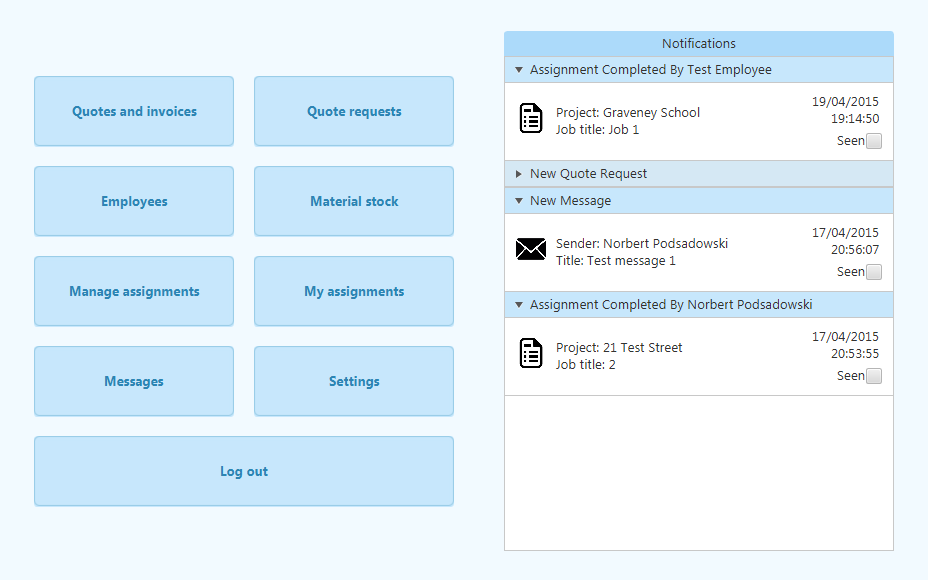 Quotes and invoices
Quote requests
Employees
Material stock
Manage assignments
My assignments
Messages
Settings
Log out
Notifications
Assignment Completed By Test Employee
Project: Graveney School
Job title: Job 1
19/04/2015
19:14:50
Seen
New Quote Request
New Message
Sender: Norbert Podsadowski
Title: Test message 1
17/04/2015
20:56:07
Seen
Assignment Completed By Norbert Podsadowski
Project: 21 Test Street
Job title: 2
17/04/2015
20:53:55
Seen